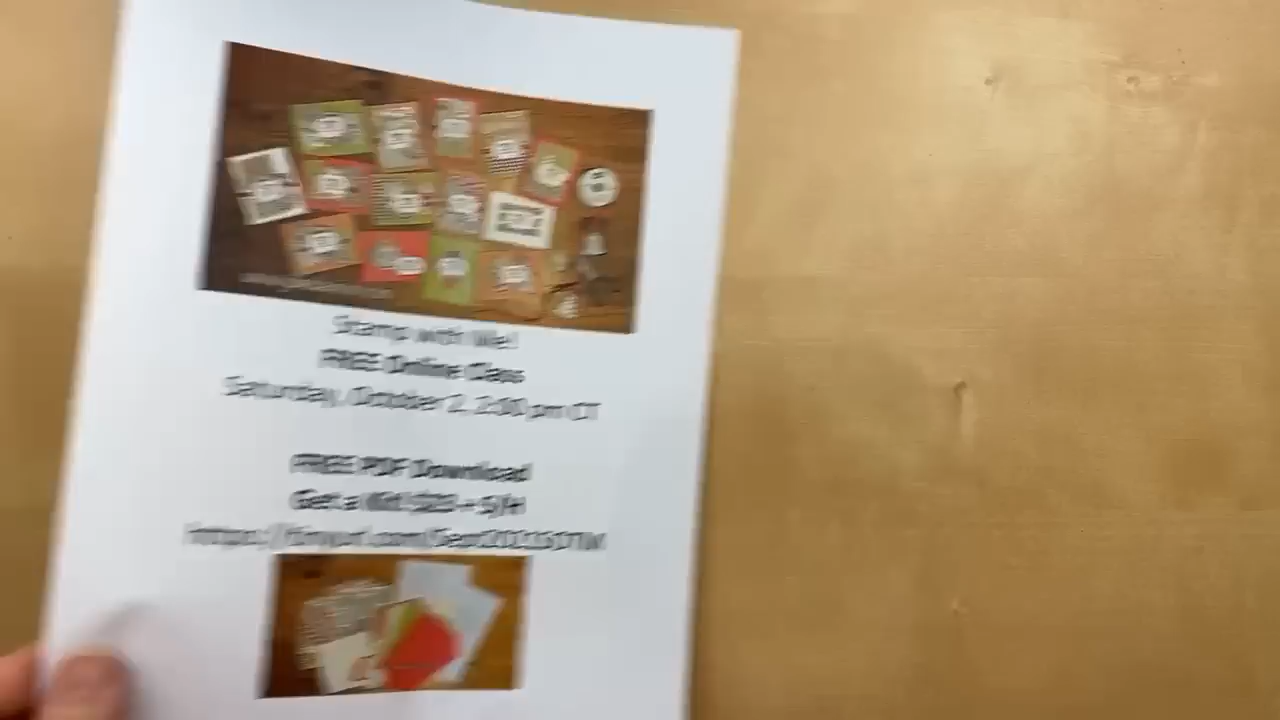 Stamp with Me!
FREE Online Class
Saturday, October 2, 2:00 pm CT
FREE PDF Download
Get a Kit! + S/H